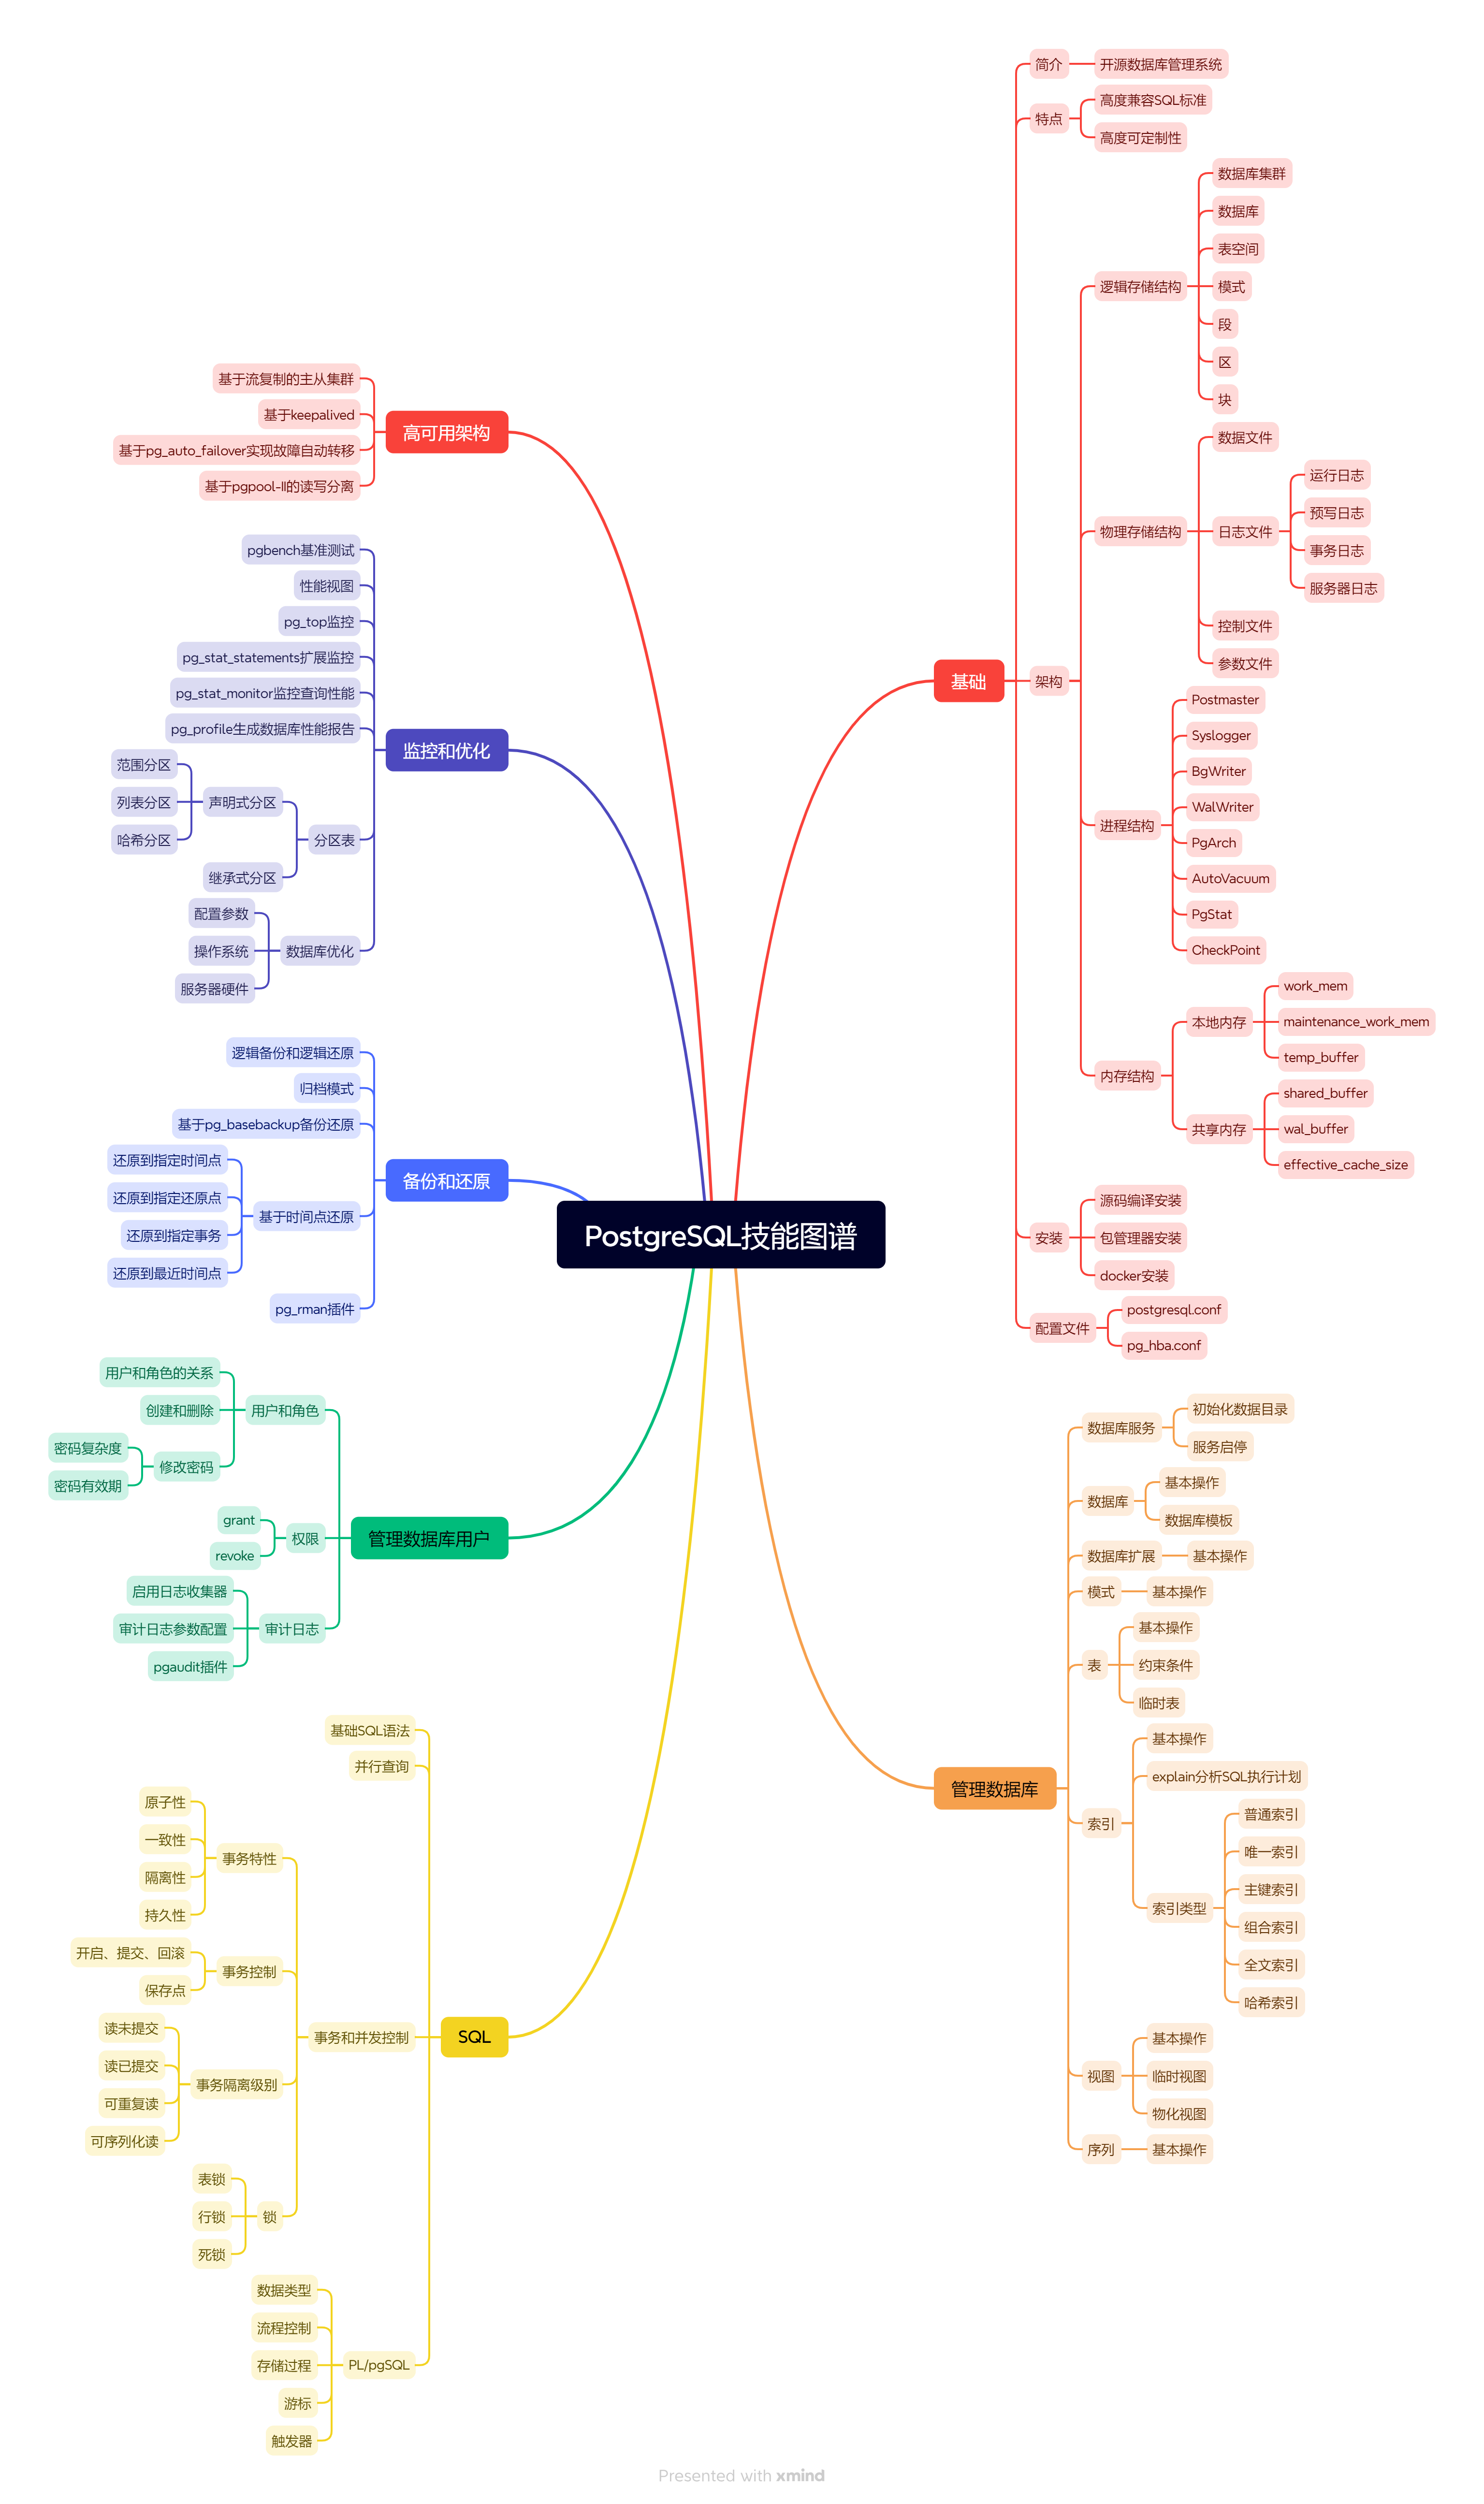 PostgreSQL技能图谱
基础
简介
开源数据库管理系统
特点
高度兼容SQL标准
高度可定制性
架构
逻辑存储结构
数据库集群
数据库
表空间
模式
段
区
块
物理存储结构
数据文件
日志文件
运行日志
预写日志
事务日志
服务器日志
控制文件
参数文件
进程结构
Postmaster
Syslogger
BgWriter
WalWriter
PgArch
AutoVacuum
PgStat
CheckPoint
内存结构
本地内存
work_mem
maintenance_work_mem
temp_buffer
共享内存
shared_buffer
wal_buffer
effective_cache_size
安装
源码编译安装
包管理器安装
docker安装
配置文件
postgresql.conf
pg_hba.conf
管理数据库
数据库服务
初始化数据目录
服务启停
数据库
基本操作
数据库模板
数据库扩展
基本操作
模式
基本操作
表
基本操作
约束条件
临时表
索引
基本操作
explain分析SQL执行计划
索引类型
普通索引
唯一索引
主键索引
组合索引
全文索引
哈希索引
视图
基本操作
临时视图
物化视图
序列
基本操作
SQL
基础SQL语法
并行查询
事务和并发控制
事务特性
原子性
一致性
隔离性
持久性
事务控制
开启、提交、回滚
保存点
事务隔离级别
读未提交
读已提交
可重复读
可序列化读
锁
表锁
行锁
死锁
PL/pgSQL
数据类型
流程控制
存储过程
游标
触发器
管理数据库用户
用户和角色
用户和角色的关系
创建和删除
修改密码
密码复杂度
密码有效期
权限
grant
revoke
审计日志
启用日志收集器
审计日志参数配置
pgaudit插件
备份和还原
逻辑备份和逻辑还原
归档模式
基于pg_basebackup备份还原
基于时间点还原
还原到指定时间点
还原到指定还原点
还原到指定事务
还原到最近时间点
pg_rman插件
监控和优化
pgbench基准测试
性能视图
pg_top监控
pg_stat_statements扩展监控
pg_stat_monitor监控查询性能
pg_profile生成数据库性能报告
分区表
声明式分区
范围分区
列表分区
哈希分区
继承式分区
数据库优化
配置参数
操作系统
服务器硬件
高可用架构
基于流复制的主从集群
基于keepalived
基于pg_auto_failover实现故障自动转移
基于pgpool-II的读写分离
Presented with xmind